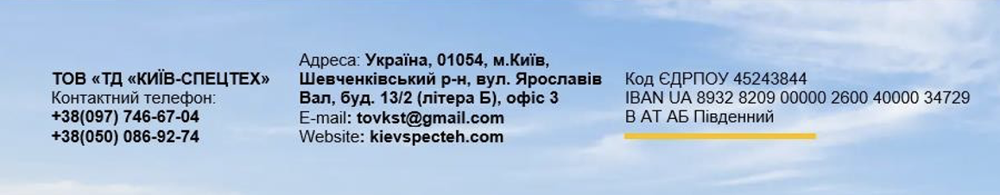 ТОВ «ТД «КИЇВ-СПЕЦТЕХ»
Контактний телефон:
+38(097) 746-67-04
+38(050) 086-92-74
Адреса: Україна, 01054, м.Київ,
Шевченківський р-н, вул. Ярославів
Вал, буд. 13/2 (літера Б), офіс 3
E-mail: tovkst@gmail.com
Website: kievspecteh.com
Код ЄДРПОУ 45243844
IBAN UA 8932 8209 00000 2600 40000 34729
В АТ АБ Південний